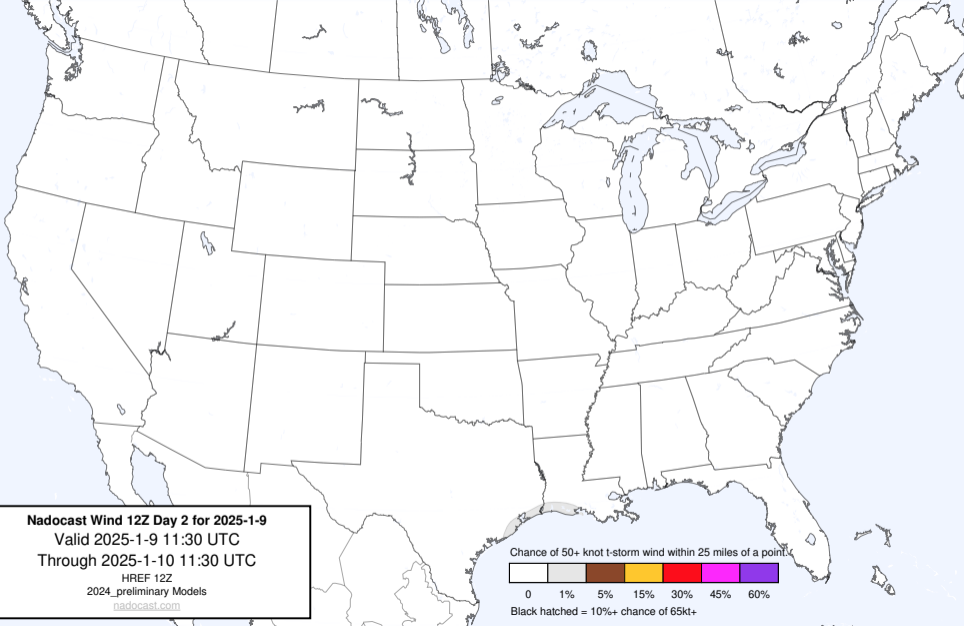 Nadocast Wind 12Z Day 2 for 2025-1-9
Valid 2025-1-9 11:30 UTC
Through 2025-1-10 11:30 UTC
HREF 12Z
2024_preliminary Models
nadocast.com
Chance of 50+ knot t-storm wind within 25 miles of a point.
0 1% 5% 15% 30% 45% 60%
Black hatched = 10%+ chance of 65kt+